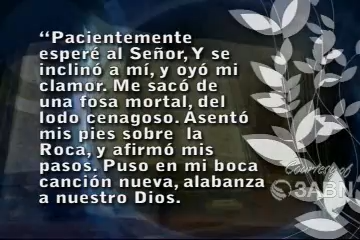 “Pacientemente
esperé al Señor, Y se
inclinó a mí, y oyó mi
clamor. Me sacó de
una fosa mortal, del
lodo cenagoso. Asentó
mis pies sobre la
Roca, y afirmó mis
pasos. Puso en mi boca
canción nueva, alabanza
a nuestro Dios.
Courtesy of
3ABN